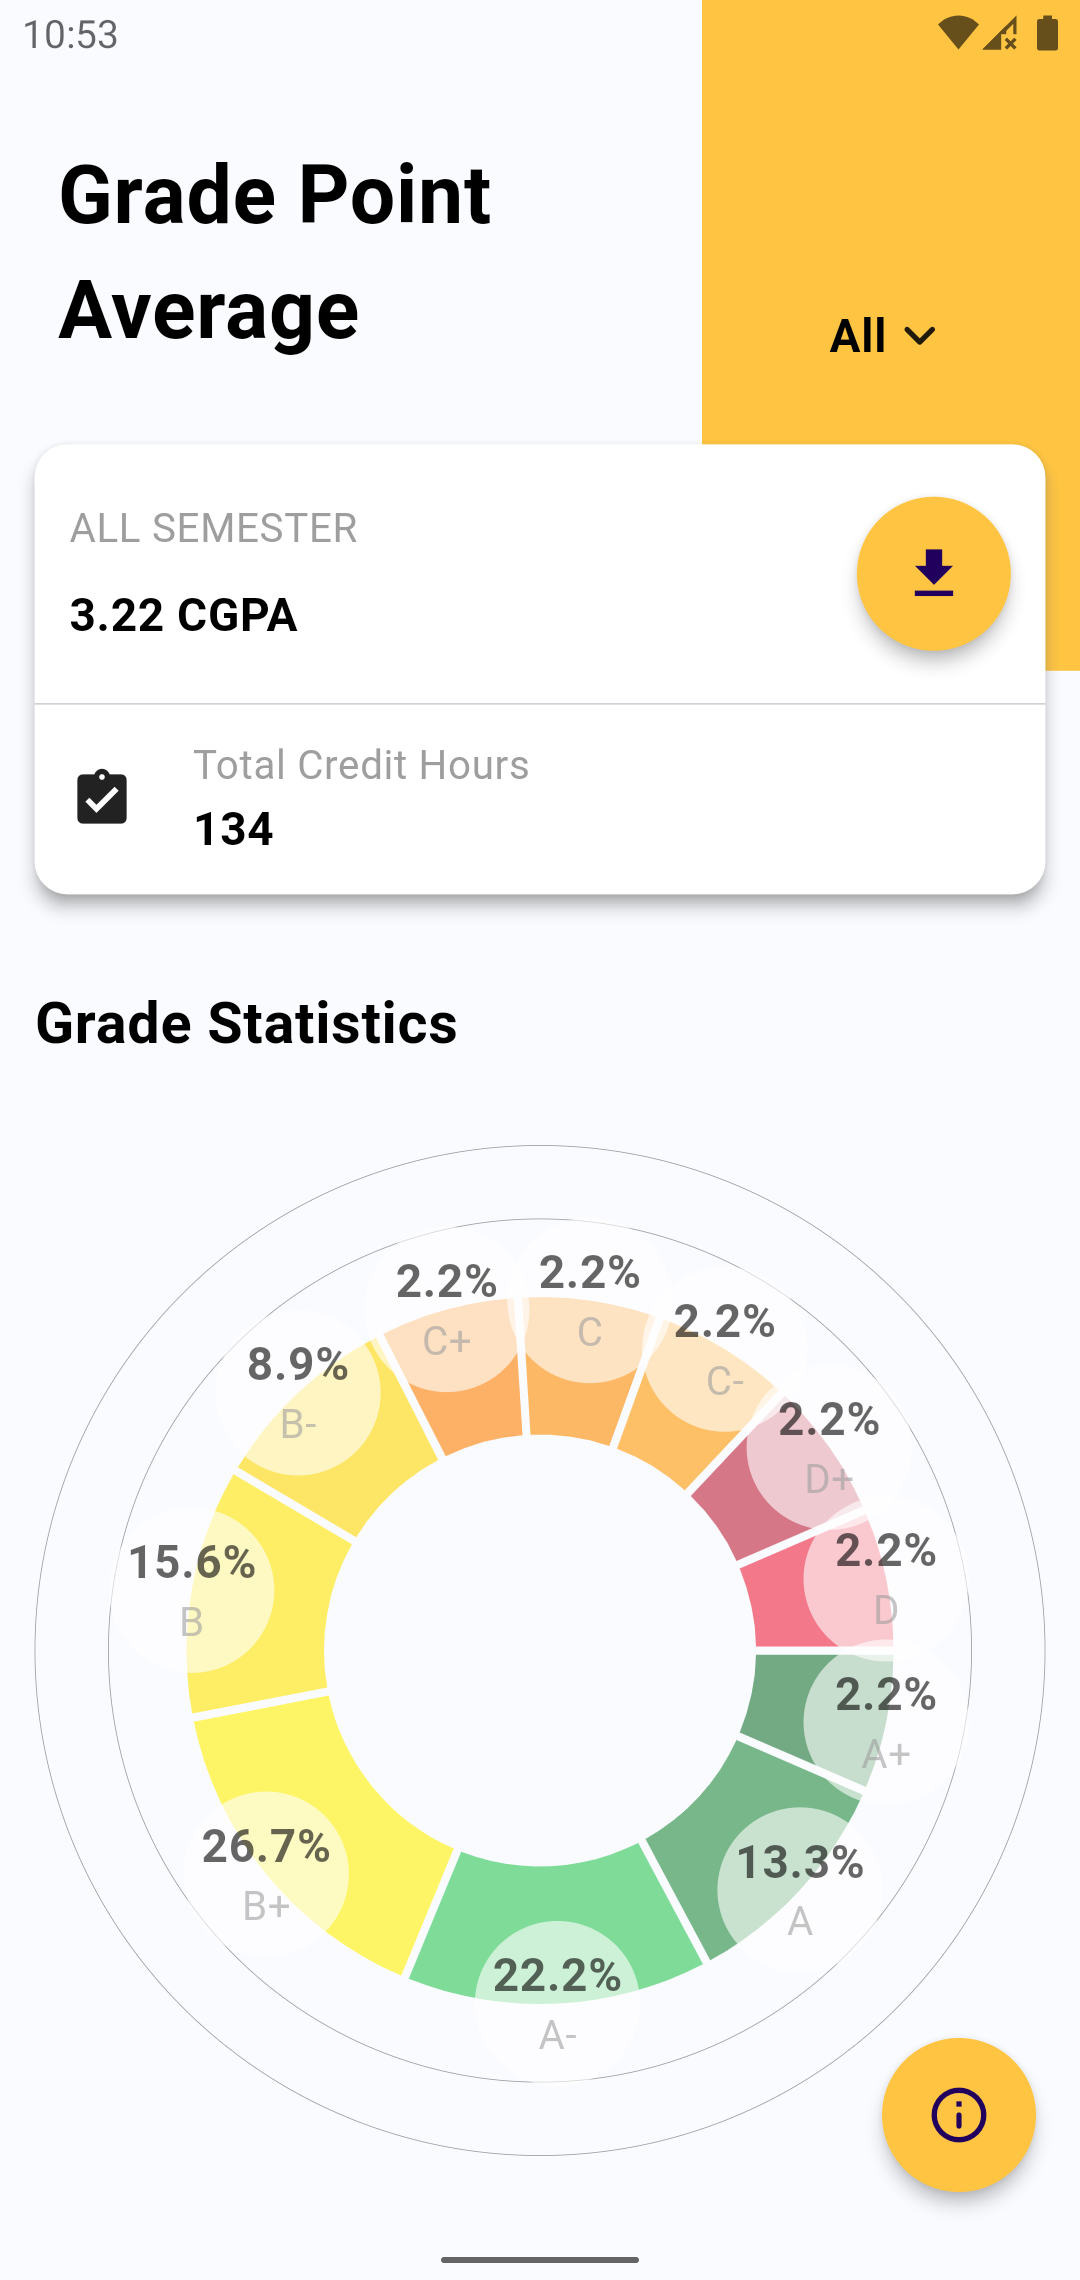 10:53
Grade Point
Average
All
ALL SEMESTER
3.22 CGPA
Total Credit Hours
134
Grade Statistics
2.2%
C+
2.2%
C
2.2%
C-
8.9%
B-
2.2%
D+
15.6%
B
2.2%
D
2.2%
A+
26.7%
B+
13.3%
A
22.2%
A-